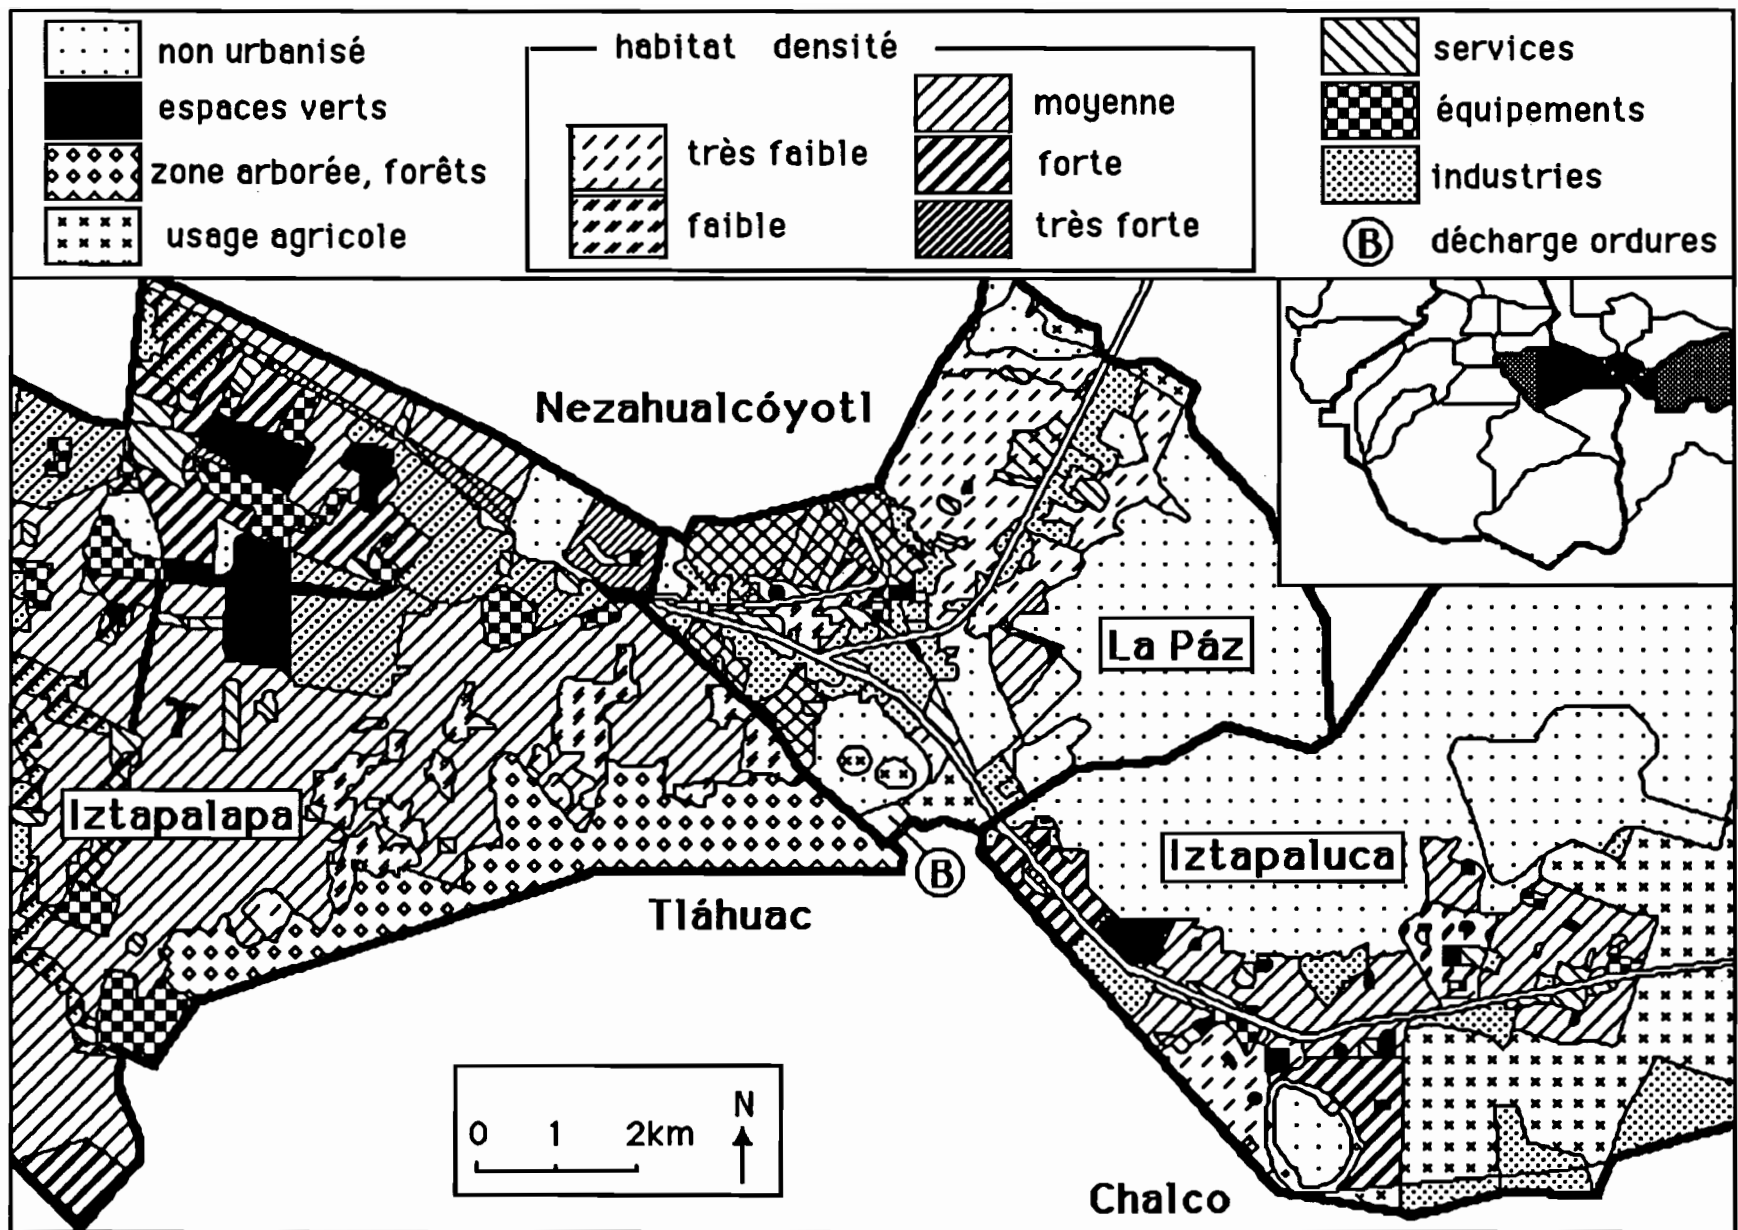 non urbanisé
espaces verts
zone arborée, forêts
usage agricole
habitat densité
très faible
faible
moyenne
forte
très forte
services
équipements
industries
B décharge ordures
Nezahualcóyotl
La Páz
Iztapalapa
Iztapaluca
B
Tláhuac
0 1 2km
N
Chalco